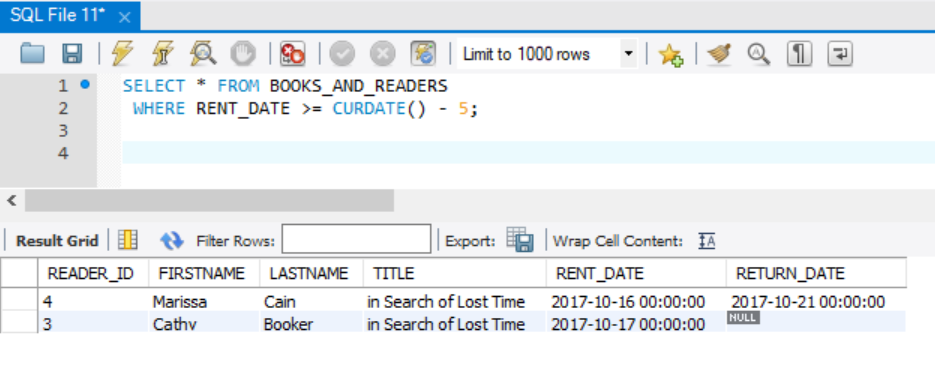 SQL File 11*
Limit to 1000 rows
1 SELECT * FROM BOOKS_AND_READERS
2 WHERE RENT_DATE >= CURDATE() - 5;
3
4
Result Grid Filter Rows: Export: Wrap Cell Content: IA
READER_ID FIRSTNAME LASTNAME TITLE RENT_DATE RETURN_DATE
4 Marissa Cain in Search of Lost Time 2017-10-16 00:00:00 2017-10-21 00:00:00
3 Cathy Booker in Search of Lost Time 2017-10-17 00:00:00 NULL